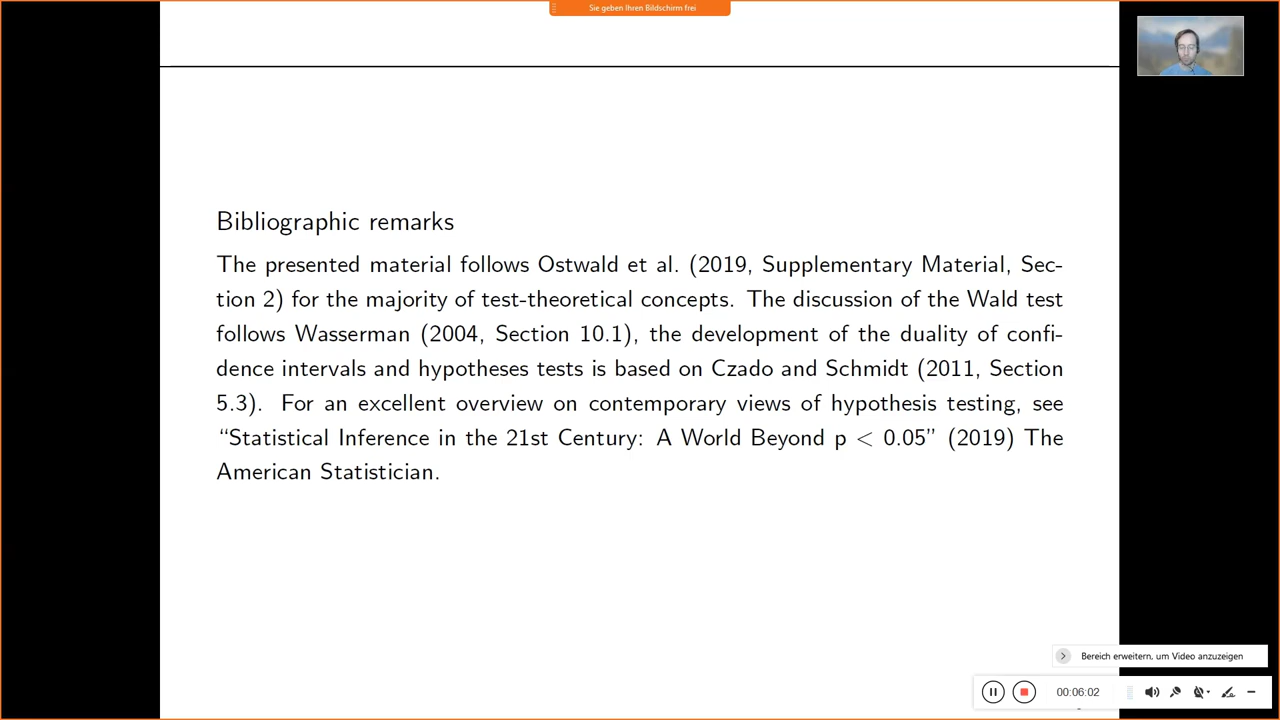 Sie geben Ihren Bildschirm frei
Bibliographic remarks
The presented material follows Ostwald et al. (2019, Supplementary Material, Sec-
tion 2) for the majority of test-theoretical concepts. The discussion of the Wald test
follows Wasserman (2004, Section 10.1), the development of the duality of confi-
dence intervals and hypotheses tests is based on Czado and Schmidt (2011, Section
5.3). For an excellent overview on contemporary views of hypothesis testing, see
“Statistical Inference in the 21st Century: A World Beyond p < 0.05” (2019) The
American Statistician.
Bereich erweitern, um Video anzuzeigen
00:06:02